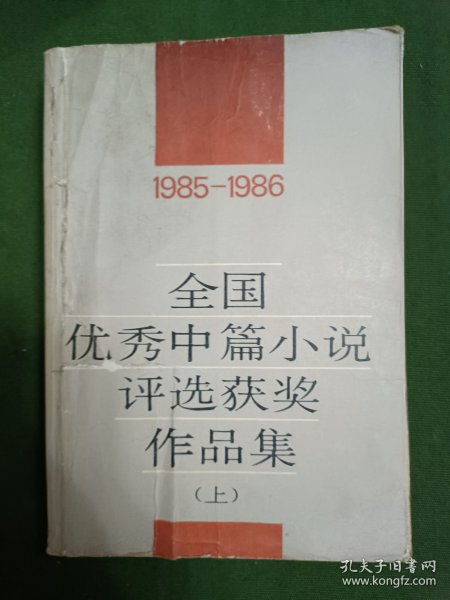 1985-1986
全国
优秀中篇小说
评选获奖
作品集
（上）
孔夫子旧书网
www.kongfz.com